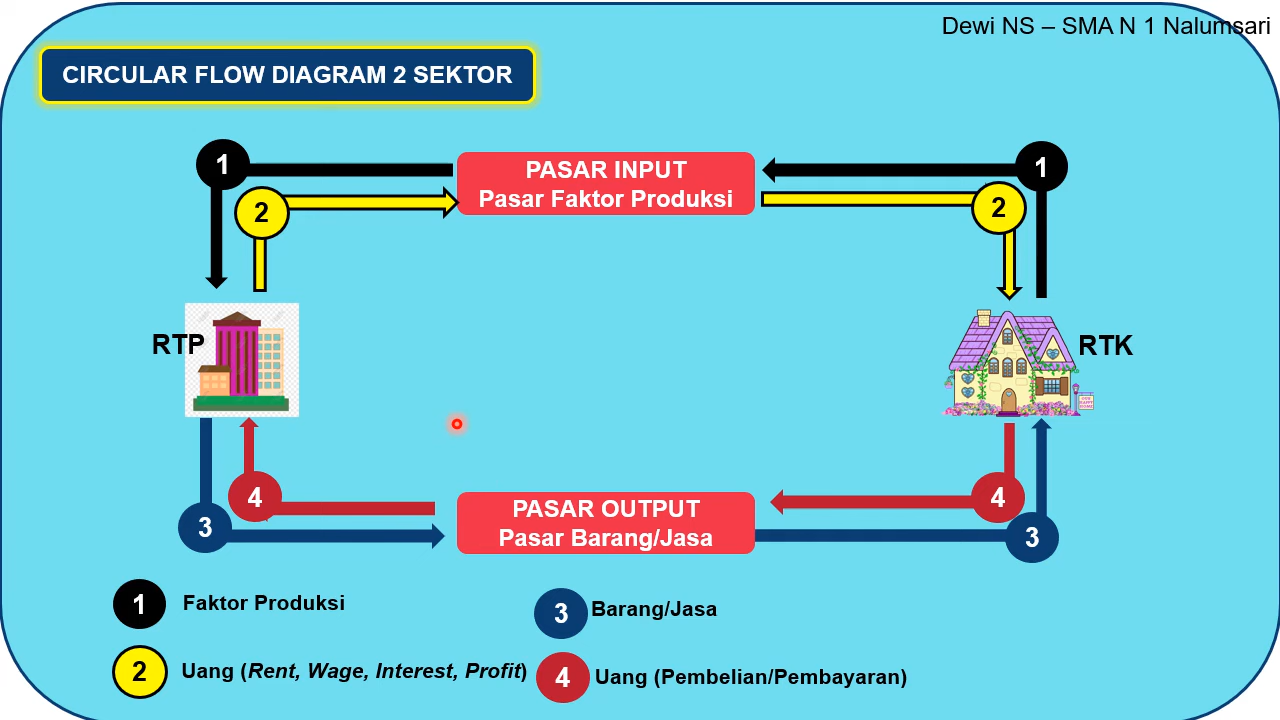 Dewi NS – SMA N 1 Nalumsari
CIRCULAR FLOW DIAGRAM 2 SEKTOR
1
PASAR INPUT
Pasar Faktor Produksi
1
2
2
RTP
RTK
4
PASAR OUTPUT
Pasar Barang/Jasa
4
3
3
1 Faktor Produksi
3 Barang/Jasa
2 Uang (Rent, Wage, Interest, Profit)
4 Uang (Pembelian/Pembayaran)